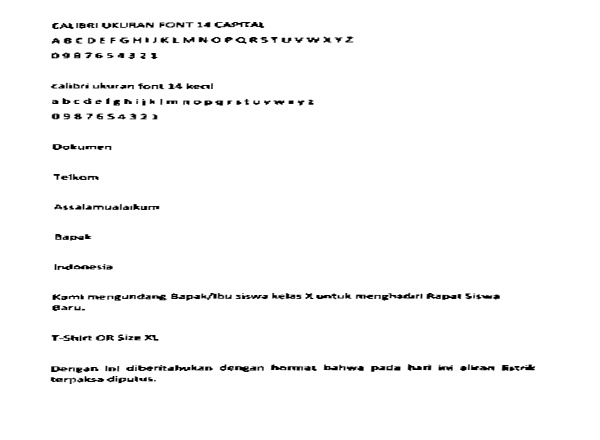 CALIBRI UKURAN FONT 14 CAPITAL
A B C D E F G H I J K L M N O P Q R S T U V W X Y Z
0 9 8 7 6 5 4 3 2 1
calibri ukuran font 14 kecil
a b c d e f g h i j k l m n o p q r s t u v w x y z
0 9 8 7 6 5 4 3 2 1
Dokumen
Telkom
Assalamualaikum
Bapak
Indonesia
Kami mengundang Bapak/Ibu siswa kelas X untuk menghadiri Rapat Siswa
Baru.
T-Shirt OR Size XL
Dengan ini diberitahukan dengan hormat bahwa pada hari ini aliran listrik
terpaksa diputus.